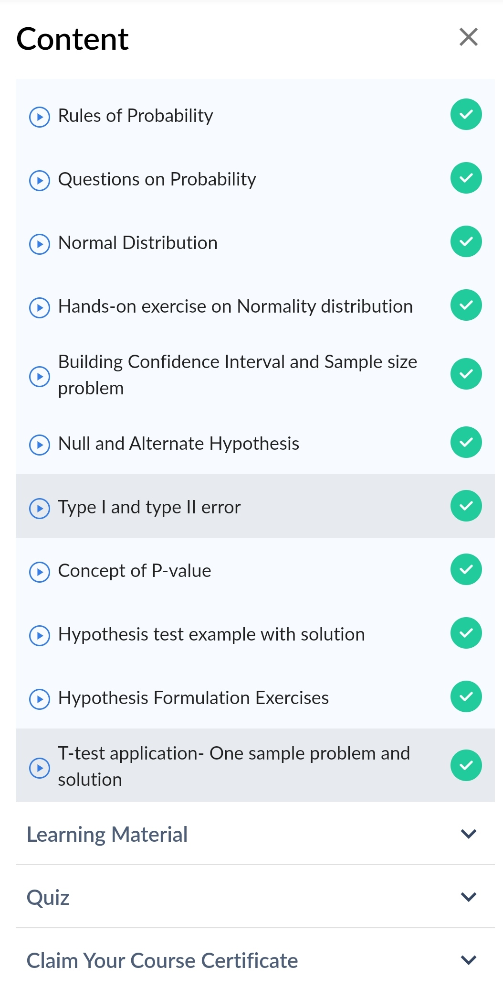 Content
Rules of Probability
Questions on Probability
Normal Distribution
Hands-on exercise on Normality distribution
Building Confidence Interval and Sample size
problem
Null and Alternate Hypothesis
Type I and type II error
Concept of P-value
Hypothesis test example with solution
Hypothesis Formulation Exercises
T-test application- One sample problem and
solution
Learning Material
Quiz
Claim Your Course Certificate